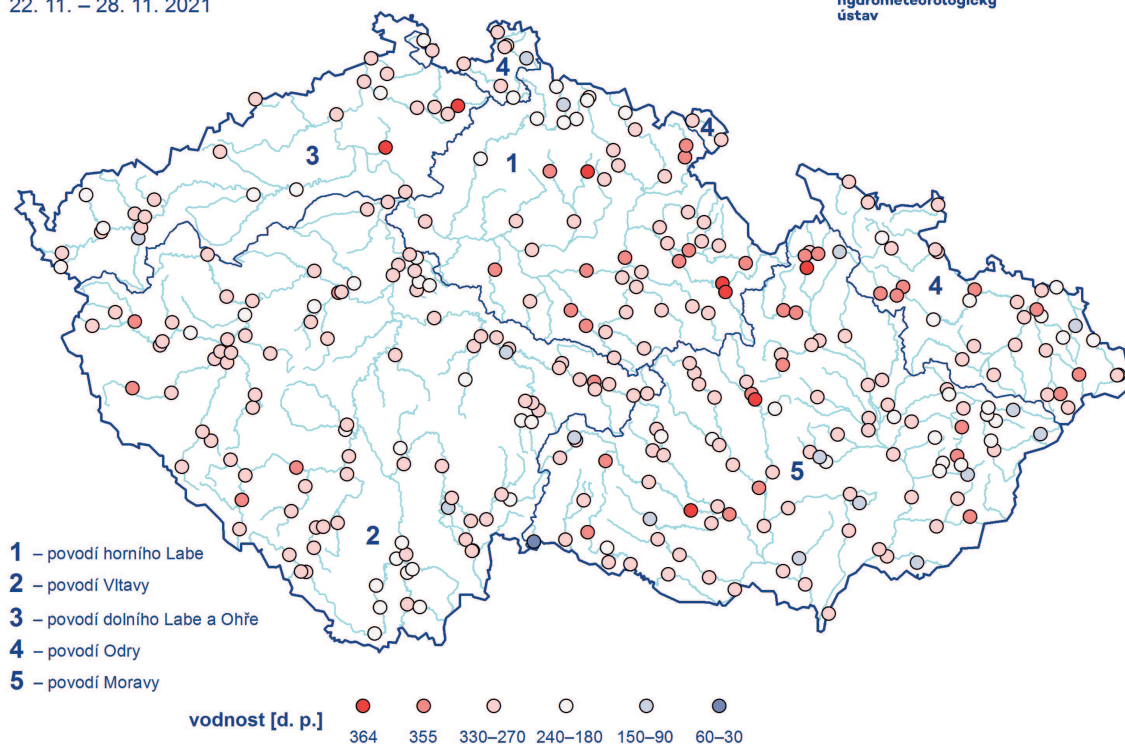 22. 11. – 28. 11. 2021
hydrometeorologický
ústav
4
4
3
1
4
5
2
1 – povodí horního Labe
2 – povodí Vltavy
3 – povodí dolního Labe a Ohře
4 – povodí Odry
5 – povodí Moravy
vodnost [d. p.]
364 355 330–270 240–180 150–90 60–30